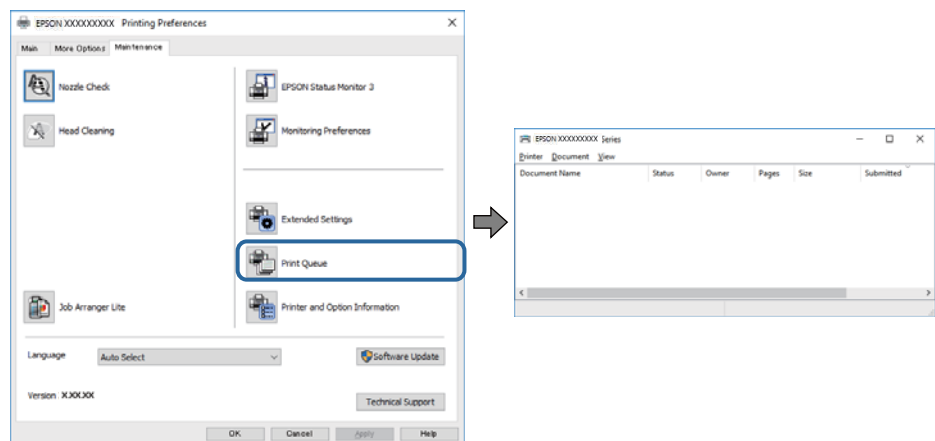 EPSON XXXXXXXXX Printing Preferences
Main More Options Maintenance
Nozzle Check
EPSON Status Monitor 3
Head Cleaning
Monitoring Preferences
Extended Settings
Print Queue
Job Arranger Lite
Printer and Option Information
Language Auto Select Software Update
Version X.XX.XX
Technical Support
OK Cancel Apply Help
EPSON XXXXXXXXX Series
Printer Document View
Document Name Status Owner Pages Size Submitted